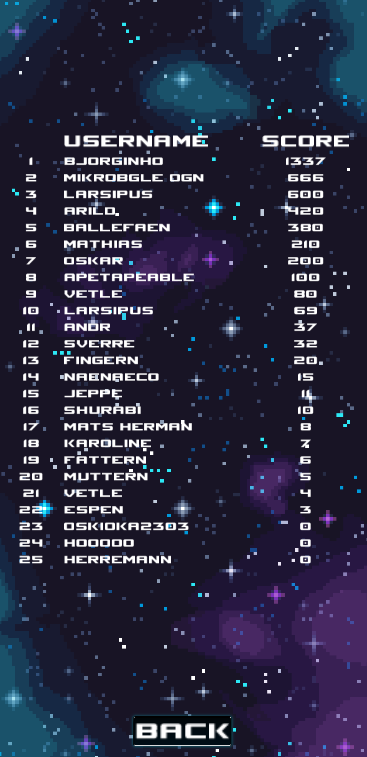 USERNAME SCORE
1 BJORGINHO 1337
2 MIKROBGLE OGN 666
3 LARSIPUS 600
4 ARILD 420
5 BALLEFAEN 380
6 MATHIAS 210
7 OSKAR 200
8 APETAPEABLE 100
9 VETLE 80
10 LARSIPUS 69
11 ANDR 37
12 SVERRE 32
13 FINGERN 20
14 NABNBECO 15
15 JEPPE 11
16 SHURABI 10
17 MATS HERMAN 8
18 KAROLINE 7
19 FATTERN 6
20 MUTTERN 5
21 VETLE 4
22 ESPEN 3
23 OSKIOKA2303 0
24 HOOOOO 0
25 HERREMANN 0
BACK